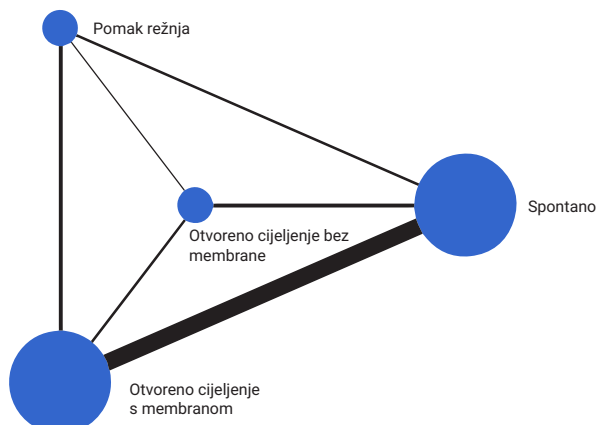 Pomak režnja
Spontano
Otvoreno cijeljenje bez
membrane
Otvoreno cijeljenje
s membranom